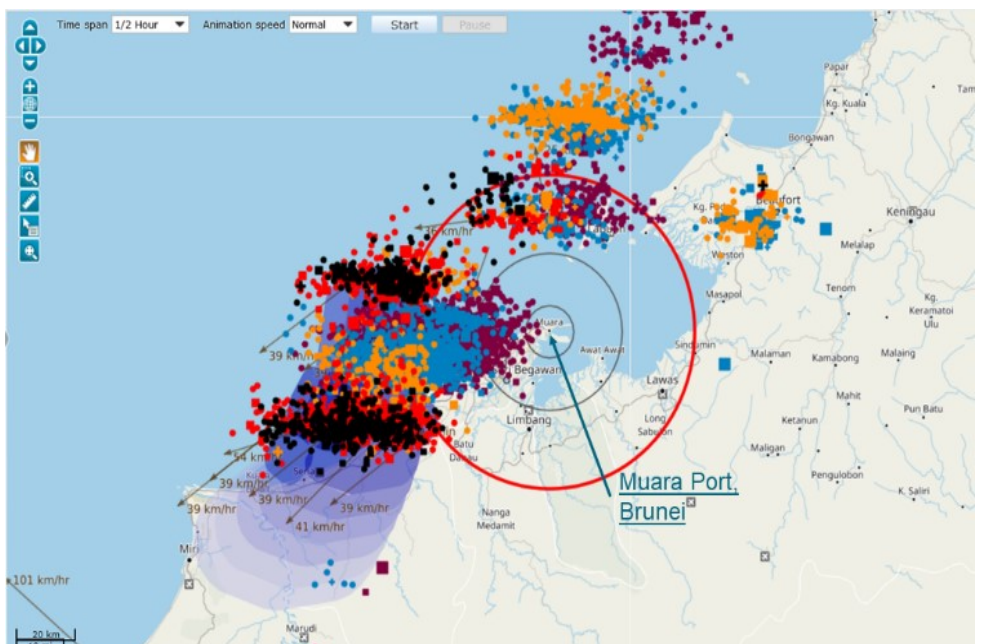 Time span 1/2 Hour Animation speed Normal Start Pause
Papar
Kg. Kuala
Bongawan
Beaufort
Keningau
Melalap
Weston
36 km/hr
Tenom
Masapol
Kg.
Keramatoi
Ulu
Muara
39 km/hr
Awat Awat
Sindumin
Malaman
Kamabong
Malaing
Begawan
Lawas
Mahit
Limbang
Long
Ketanun
Pun Batu
Batu
Maligan
54 km
39 km/hr
39 km/hr
39 km/hr
39 km/hr
41 km/hr
Muara Port,
Brunei
Pengulobon
K. Saliri
Nanga
Medamit
Miri
101 km/hr
20 km
Marudi